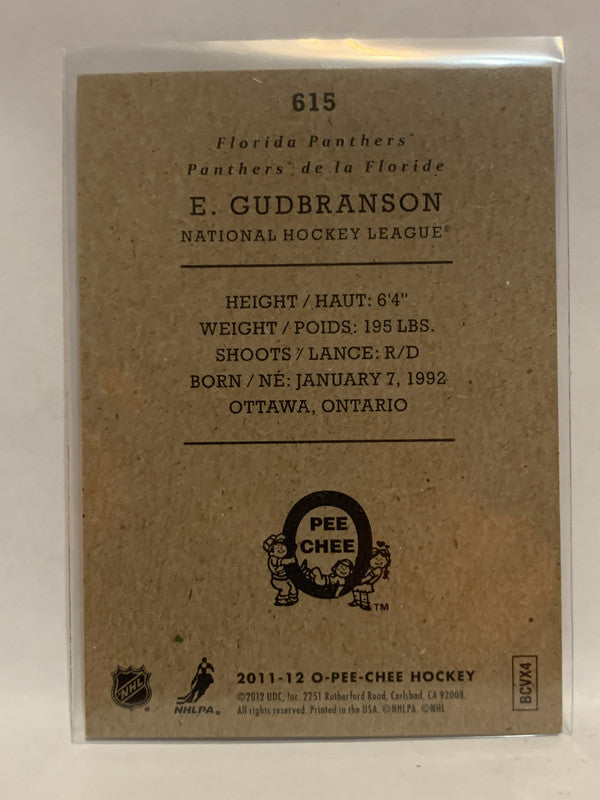 615
Florida Panthers®
Panthers® de la Floride
E. GUDBRANSON
NATIONAL HOCKEY LEAGUE®
HEIGHT / HAUT: 6'4"
WEIGHT / POIDS: 195 LBS.
SHOOTS / LANCE: R/D
BORN / NÉ: JANUARY 7, 1992
OTTAWA, ONTARIO
PEE
CHEE
TM
NHL
NHLPA®
2011-12 O-PEE-CHEE HOCKEY
©2012 UDC, Inc. 2251 Rutherford Road, Carlsbad, CA 92008.
All rights reserved. Printed in the USA. ©NHLPA. ©NHL
BCVX4